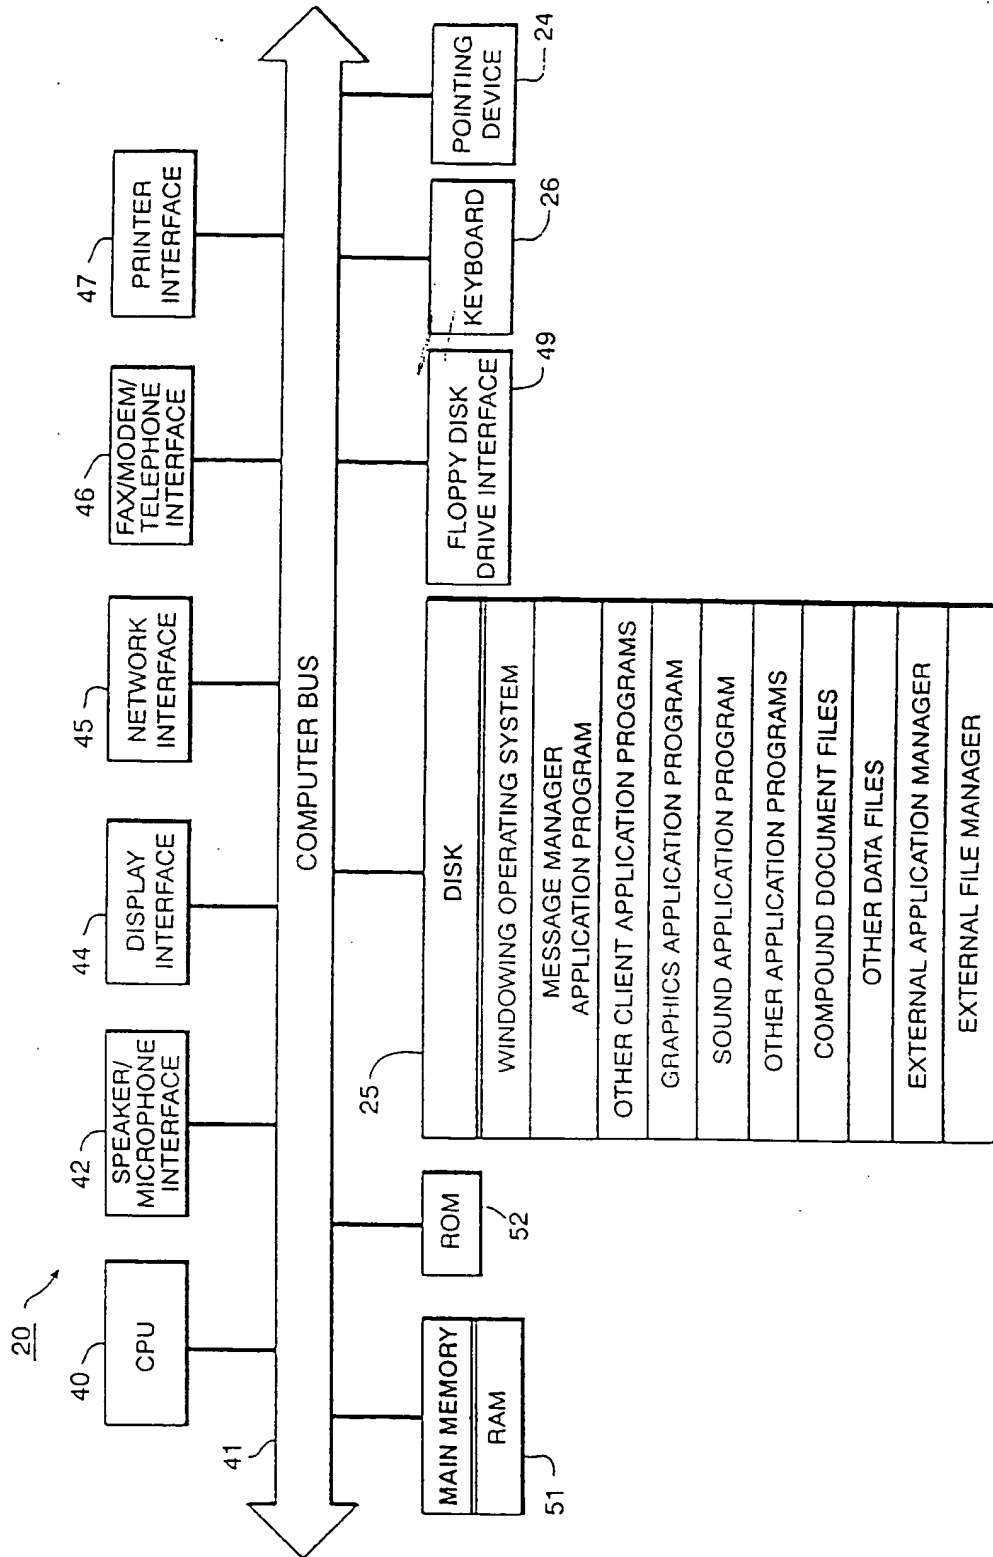 20
40
CPU
42
SPEAKER/
MICROPHONE
INTERFACE
44
DISPLAY
INTERFACE
45
NETWORK
INTERFACE
46
FAX/MODEM/
TELEPHONE
INTERFACE
47
PRINTER
INTERFACE
41
COMPUTER BUS
MAIN MEMORY
RAM
51
ROM
52
25
DISK
WINDOWING OPERATING SYSTEM
MESSAGE MANAGER
APPLICATION PROGRAM
OTHER CLIENT APPLICATION PROGRAMS
GRAPHICS APPLICATION PROGRAM
SOUND APPLICATION PROGRAM
OTHER APPLICATION PROGRAMS
COMPOUND DOCUMENT FILES
OTHER DATA FILES
EXTERNAL APPLICATION MANAGER
EXTERNAL FILE MANAGER
FLOPPY DISK
DRIVE INTERFACE
49
KEYBOARD
26
POINTING
DEVICE
24